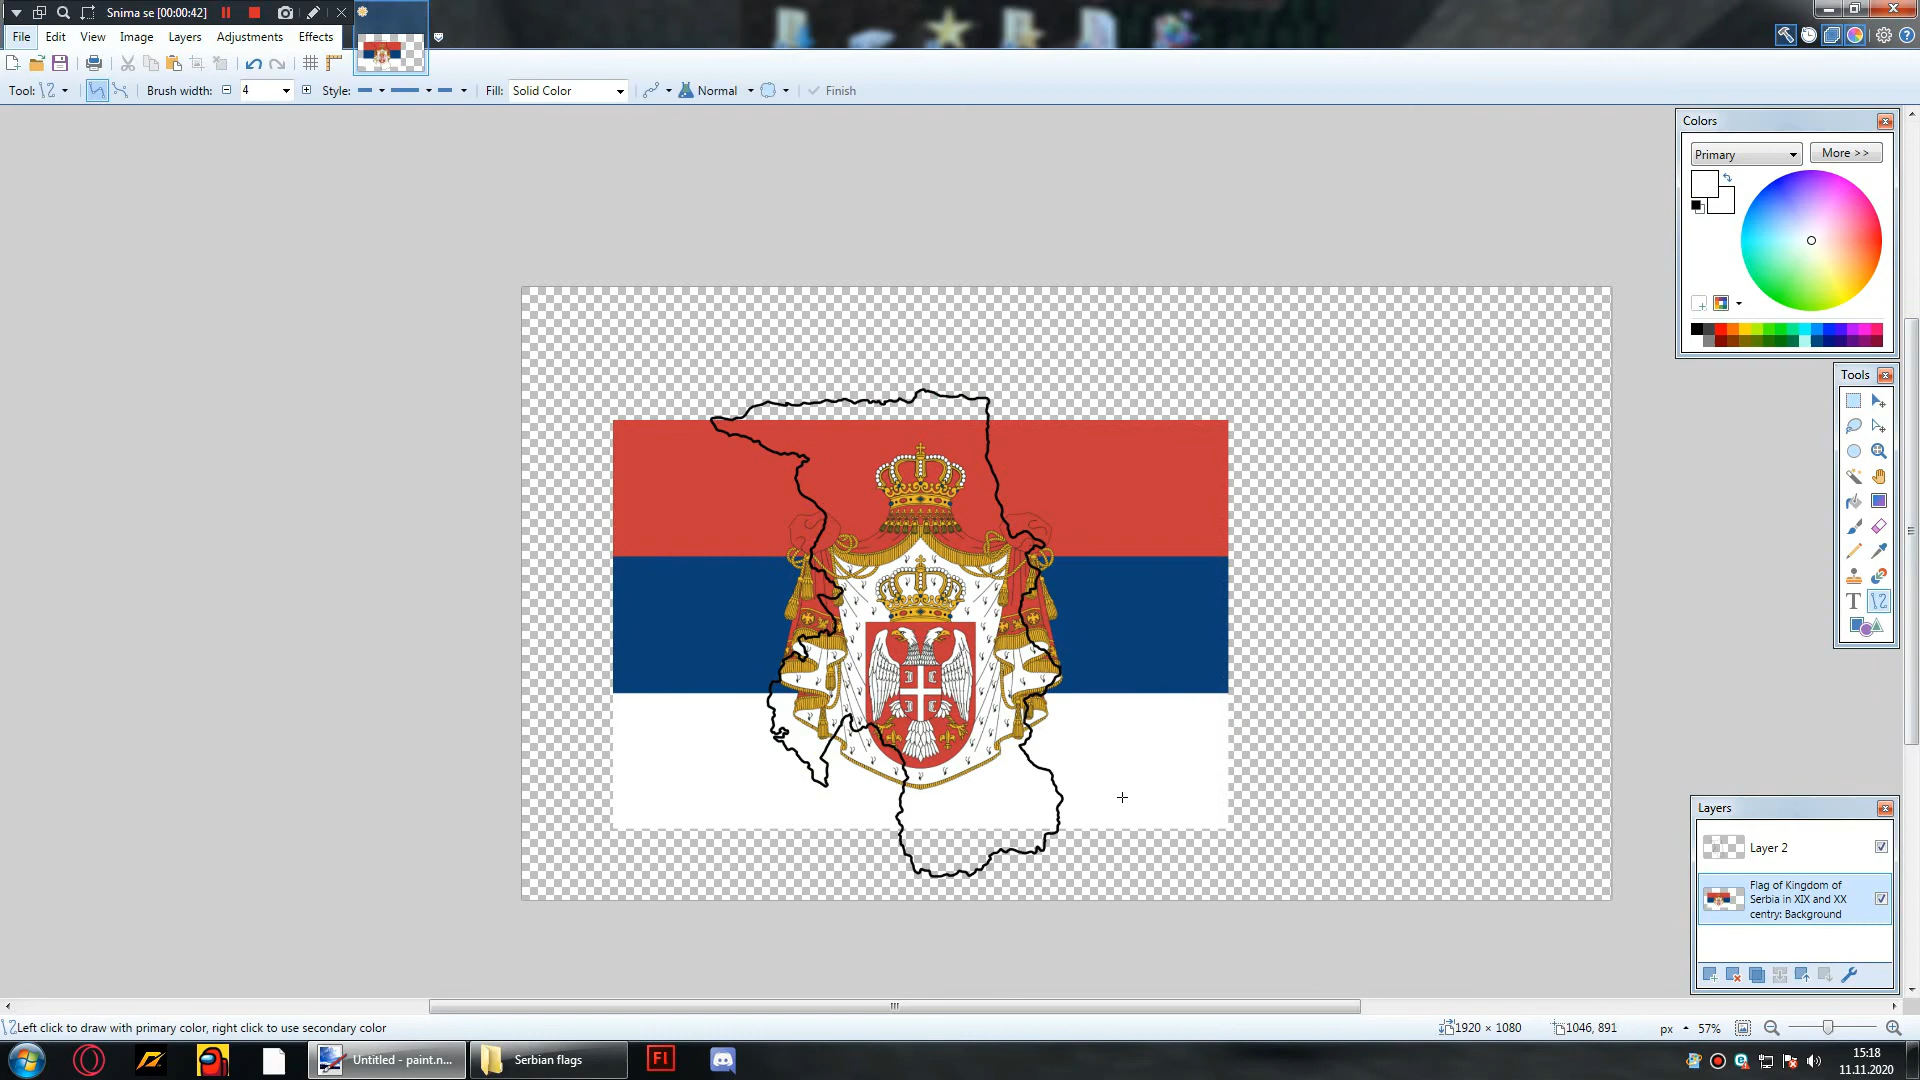 Snima se [00:00:42]
File Edit View Image Layers Adjustments Effects
Tool: Brush width: 4 Style: Fill: Solid Color Normal Finish
Colors
Primary More >>
Tools
T
Layers
Layer 2
Flag of Kingdom of
Serbia in XIX and XX
centry: Background
Left click to draw with primary color, right click to use secondary color
1920 × 1080 1046, 891 px 57%
Untitled - paint.n... Serbian flags Fl
15:18
11.11.2020